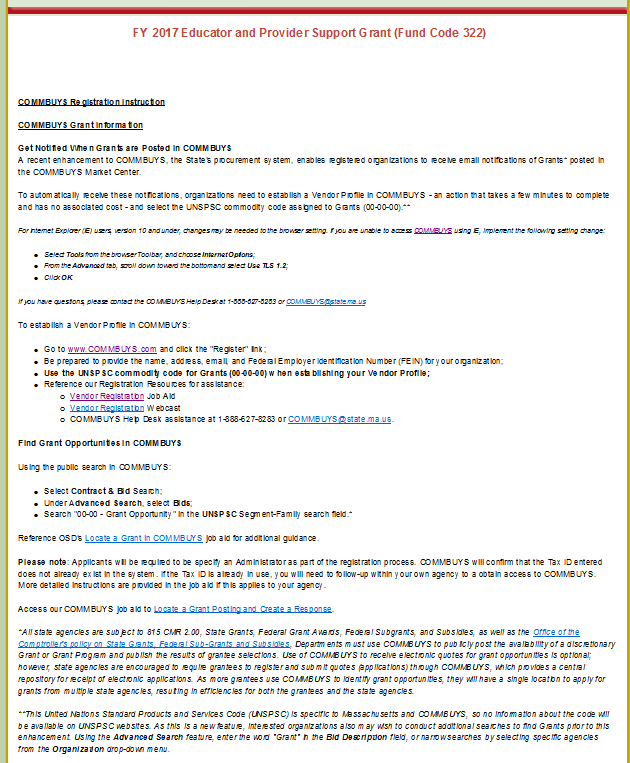 FY 2017 Educator and Provider Support Grant (Fund Code 322)
COMMBUYS Registration Instruction
COMMBUYS Grant Information
Get Notified When Grants are Posted in COMMBUYS
A recent enhancement to COMMBUYS, the State's procurement system, enables registered organizations to receive email notifications of Grants* posted in
the COMMBUYS Market Center.
To automatically receive these notifications, organizations need to establish a Vendor Profile in COMMBUYS - an action that takes a few minutes to complete
and has no associated cost - and select the UNSPSC commodity code assigned to Grants (00-00-00).**
For Internet Explorer (IE) users, version 10 and under, changes may be needed to the browser setting. If you are unable to access COMMBUYS using IE, implement the following setting change:
• Select Tools from the browser Toolbar, and choose Internet Options;
• From the Advanced tab, scroll down toward the bottom and select Use TLS 1.2;
• Click OK
If you have questions, please contact the COMMBUYS Help Desk at 1-888-627-8283 or COMMBUYS@state.ma.us
To establish a Vendor Profile in COMMBUYS:
• Go to www.COMMBUYS.com and click the "Register" link;
• Be prepared to provide the name, address, email, and Federal Employer Identification Number (FEIN) for your organization;
• Use the UNSPSC commodity code for Grants (00-00-00) when establishing your Vendor Profile;
• Reference our Registration Resources for assistance:
o Vendor Registration Job Aid
o Vendor Registration Webcast
o COMMBUYS Help Desk assistance at 1-888-627-8283 or COMMBUYS@state.ma.us.
Find Grant Opportunities in COMMBUYS
Using the public search in COMMBUYS:
• Select Contract & Bid Search;
• Under Advanced Search, select Bids;
• Search "00-00 - Grant Opportunity" in the UNSPSC Segment-Family search field.*
Reference OSD's Locate a Grant in COMMBUYS job aid for additional guidance.
Please note: Applicants will be required to be specify an Administrator as part of the registration process. COMMBUYS will confirm that the Tax ID entered
does not already exist in the system. If the Tax ID is already in use, you will need to follow-up within your own agency to a obtain access to COMMBUYS.
More detailed instructions are provided in the job aid if this applies to your agency.
Access our COMMBUYS job aid to Locate a Grant Posting and Create a Response.
*All state agencies are subject to 815 CMR 2.00, State Grants, Federal Grant Awards, Federal Subgrants, and Subsidies, as well as the Office of the
Comptroller's policy on State Grants, Federal Sub-Grants and Subsidies. Departments must use COMMBUYS to publicly post the availability of a discretionary
Grant or Grant Program and publish the results of grantee selections. Use of COMMBUYS to receive electronic quotes for grant opportunities is optional;
however, state agencies are encouraged to require grantees to register and submit quotes (applications) through COMMBUYS, which provides a central
repository for receipt of electronic applications. As more grantees use COMMBUYS to identify grant opportunities, they will have a single location to apply for
grants from multiple state agencies, resulting in efficiencies for both the grantees and the state agencies.
**This United Nations Standard Products and Services Code (UNSPSC) is specific to Massachusetts and COMMBUYS, so no information about the code will
be available on UNSPSC websites. As this is a new feature, interested organizations also may wish to conduct additional searches to find Grants prior to this
enhancement. Using the Advanced Search feature, enter the word "Grant" in the Bid Description field, or narrow searches by selecting specific agencies
from the Organization drop-down menu.